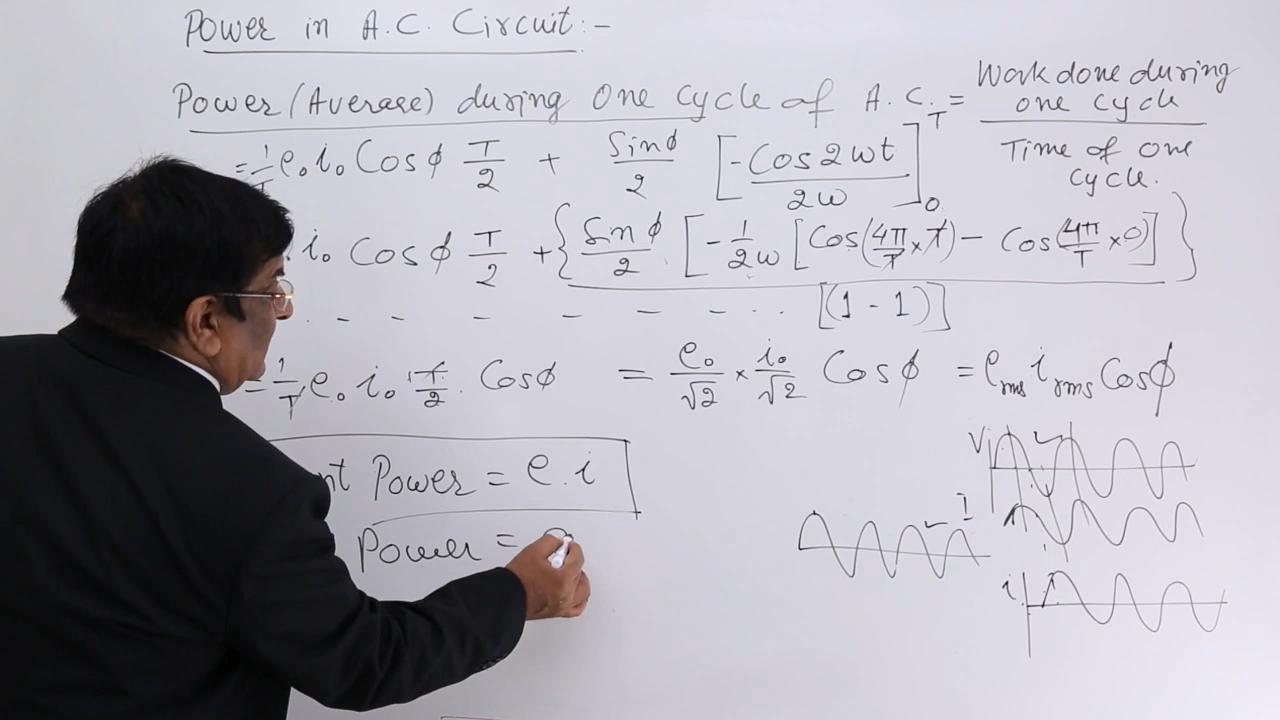 Power in A.C. Circuit:-
Power (Average) during One Cycle of A.C. = Work done during one cycle / Time of one cycle.
= 1/T e₀ i₀ Cos ϕ T/2 + Sin ϕ/2 [-Cos 2ωt/2ω]₀ᵀ
i₀ Cos ϕ T/2 + {Sin ϕ/2 [-1/2ω [Cos(4π/T × T) - Cos(4π/T × 0)]]}
. - - - - - - . . [(1 - 1)]
= 1/T e₀ i₀ T/2 . Cos ϕ = e₀/√2 × i₀/√2 Cos ϕ = e rms i rms Cos ϕ
nt Power = e.i
Power =
V
I
i